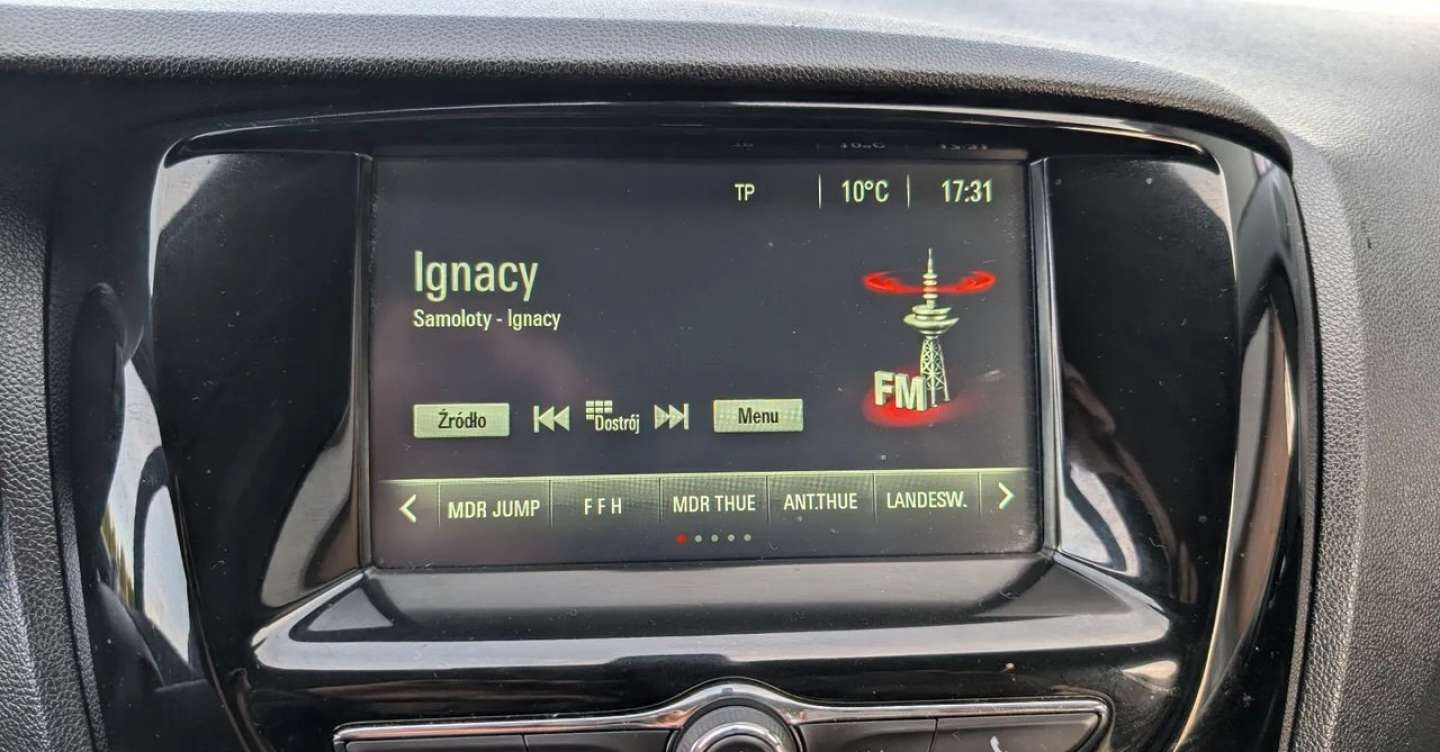 TP 10°C 17:31
Ignacy
Samoloty - Ignacy
FM
Źródło Dostrój Menu
MDR JUMP F F H MDR THUE ANT.THUE LANDESW.